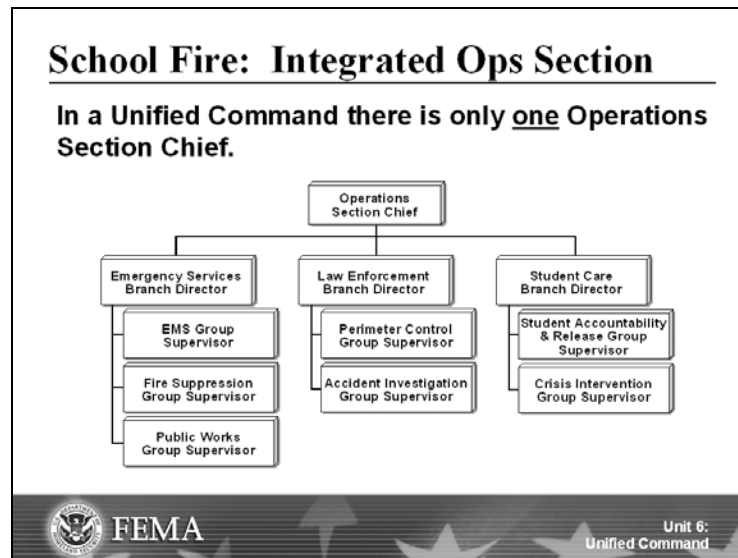 School Fire: Integrated Ops Section
In a Unified Command there is only one Operations
Section Chief.
Operations
Section Chief
Emergency Services
Branch Director
EMS Group
Supervisor
Fire Suppression
Group Supervisor
Public Works
Group Supervisor
Law Enforcement
Branch Director
Perimeter Control
Group Supervisor
Accident Investigation
Group Supervisor
Student Care
Branch Director
Student Accountability
& Release Group
Supervisor
Crisis Intervention
Group Supervisor
FEMA
Unit 6:
Unified Command